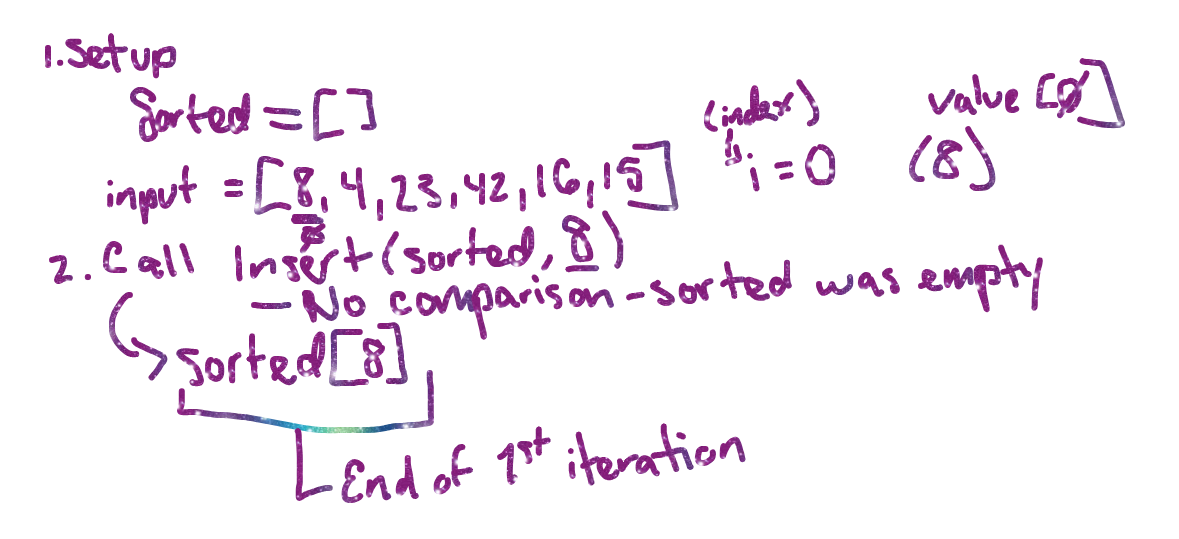 1. Setup
Sorted = [ ]
(index) value [0]
input = [8, 4, 23, 42, 16, 15] i = 0 (8)
2. Call Insert (sorted, 8)
— No comparison - sorted was empty
sorted [8]
End of 1st iteration